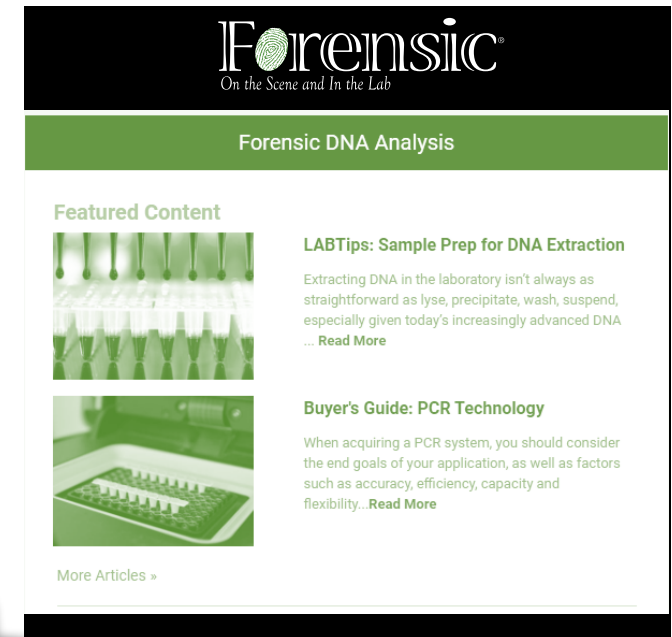 Forensic®
On the Scene and In the Lab
Forensic DNA Analysis
Featured Content
LABTips: Sample Prep for DNA Extraction
Extracting DNA in the laboratory isn't always as
straightforward as lyse, precipitate, wash, suspend,
especially given today's increasingly advanced DNA
... Read More
Buyer's Guide: PCR Technology
When acquiring a PCR system, you should consider
the end goals of your application, as well as factors
such as accuracy, efficiency, capacity and
flexibility...Read More
More Articles »